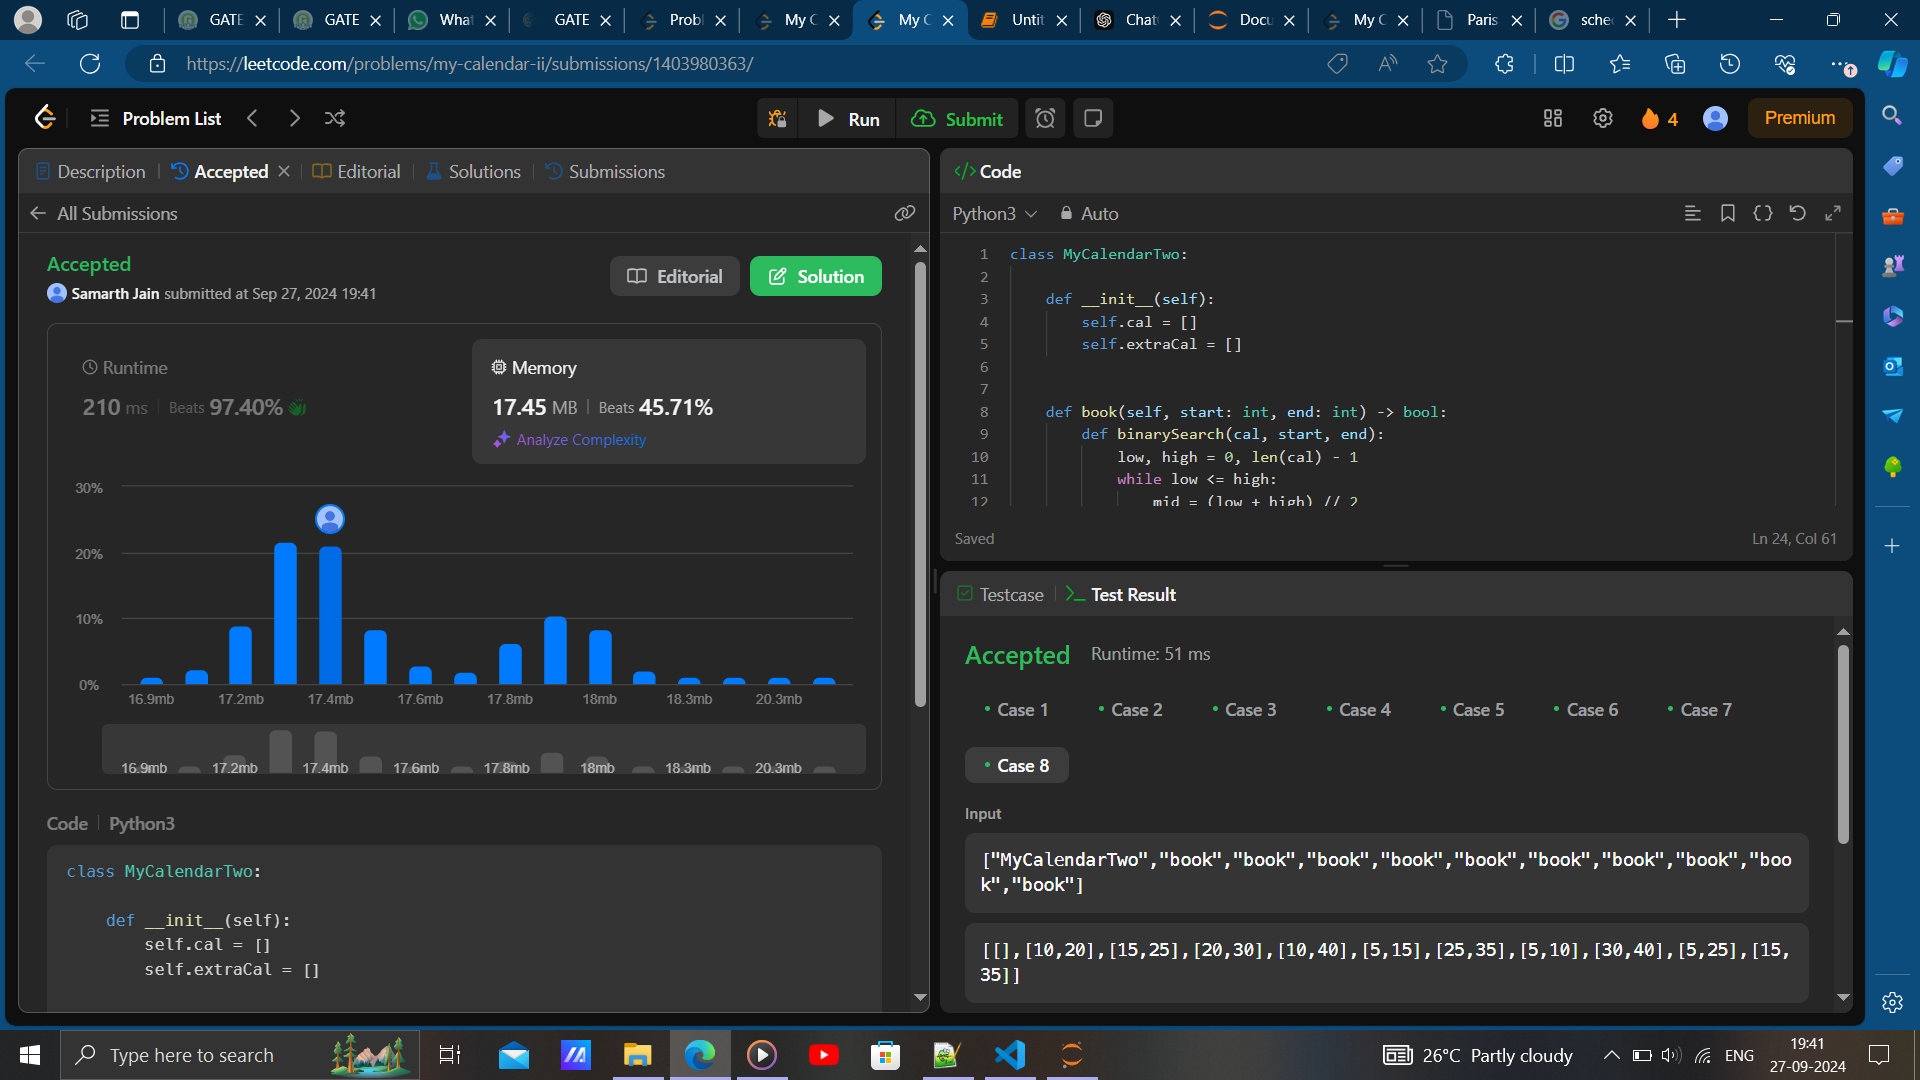 GATE
GATE
What
GATE
Probl
My C
My C
Untit
Chat
Docu
My C
Paris
sche
https://leetcode.com/problems/my-calendar-ii/submissions/1403980363/
Problem List
Run
Submit
4
Premium
Description
Accepted
Editorial
Solutions
Submissions
All Submissions
Accepted
Samarth Jain submitted at Sep 27, 2024 19:41
Editorial
Solution
Runtime
210 ms
Beats 97.40%
Memory
17.45 MB
Beats 45.71%
Analyze Complexity
30%
20%
10%
0%
16.9mb 17.2mb 17.4mb 17.6mb 17.8mb 18mb 18.3mb 20.3mb
16.9mb 17.2mb 17.4mb 17.6mb 17.8mb 18mb 18.3mb 20.3mb
Code
Python3
class MyCalendarTwo:
def __init__(self):
self.cal = []
self.extraCal = []
Code
Python3
Auto
1 class MyCalendarTwo:
2
3 def __init__(self):
4 self.cal = []
5 self.extraCal = []
6
7
8 def book(self, start: int, end: int) -> bool:
9 def binarySearch(cal, start, end):
10 low, high = 0, len(cal) - 1
11 while low <= high:
12 mid = (low + high) // 2
Saved
Ln 24, Col 61
Testcase
Test Result
Accepted
Runtime: 51 ms
Case 1
Case 2
Case 3
Case 4
Case 5
Case 6
Case 7
Case 8
Input
["MyCalendarTwo","book","book","book","book","book","book","book","book","boo
k","book"]
[[],[10,20],[15,25],[20,30],[10,40],[5,15],[25,35],[5,10],[30,40],[5,25],[15,
35]]
Type here to search
26°C Partly cloudy
ENG
19:41
27-09-2024